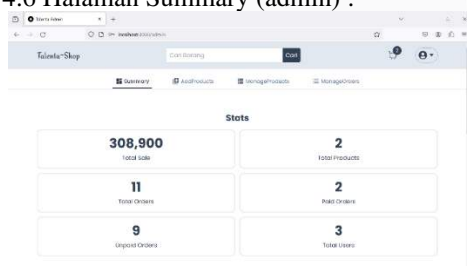 4.6 Halaman Summary (admin) :
Talenta-Shop
Cari Barang
Cari
Summary
AddProducts
ManageProducts
ManageOrders
Stats
308,900
Total Sale
2
Total Products
11
Total Orders
2
Paid Orders
9
Unpaid Orders
3
Total Users